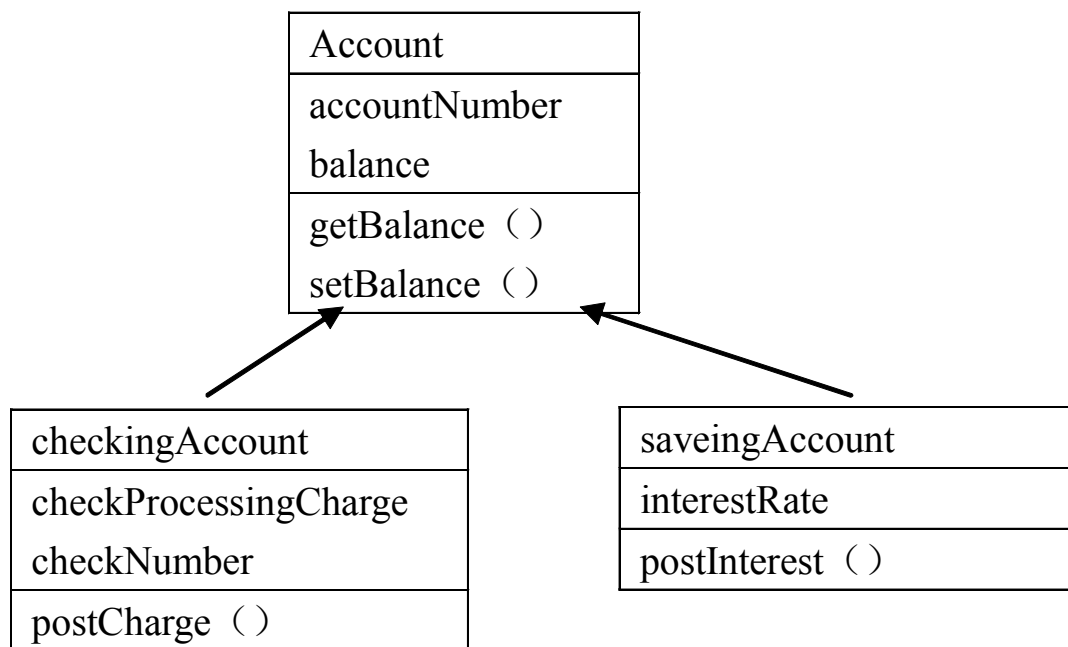 Account
accountNumber
balance
getBalance（）
setBalance（）
checkingAccount
checkProcessingCharge
checkNumber
postCharge（）
saveingAccount
interestRate
postInterest（）